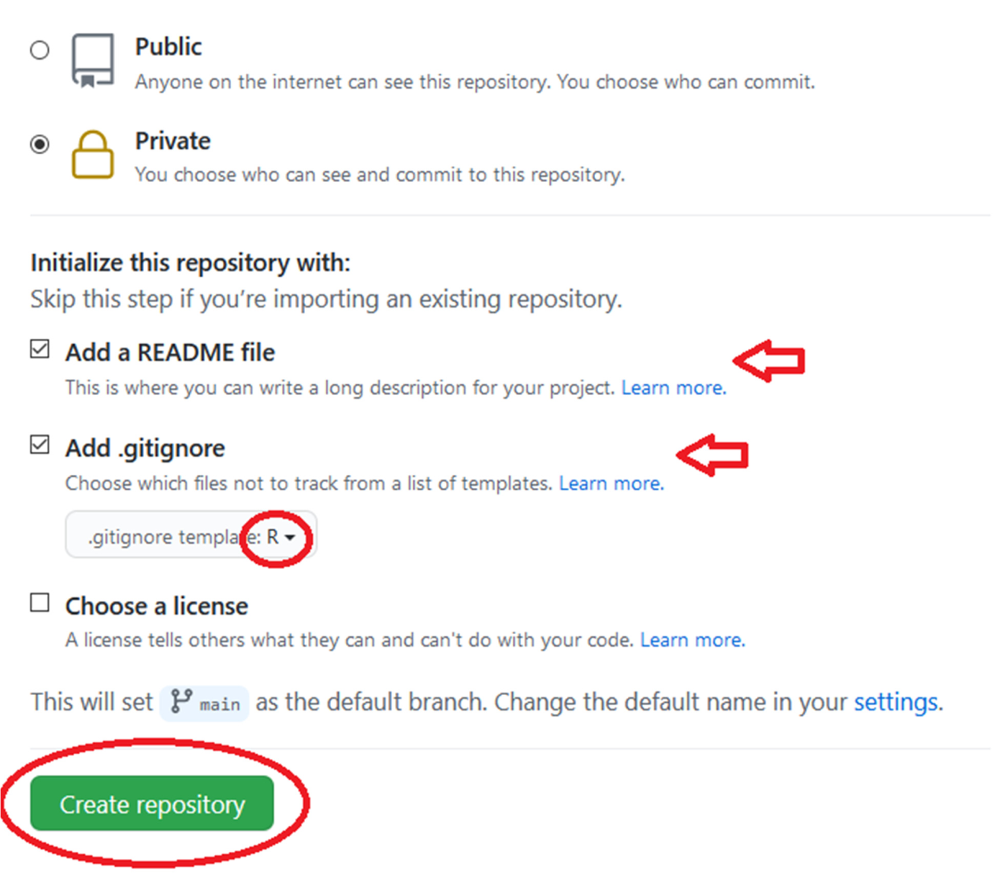 Public
Anyone on the internet can see this repository. You choose who can commit.
Private
You choose who can see and commit to this repository.
Initialize this repository with:
Skip this step if you’re importing an existing repository.
Add a README file
This is where you can write a long description for your project. Learn more.
Add .gitignore
Choose which files not to track from a list of templates. Learn more.
.gitignore template: R
Choose a license
A license tells others what they can and can't do with your code. Learn more.
This will set main as the default branch. Change the default name in your settings.
Create repository